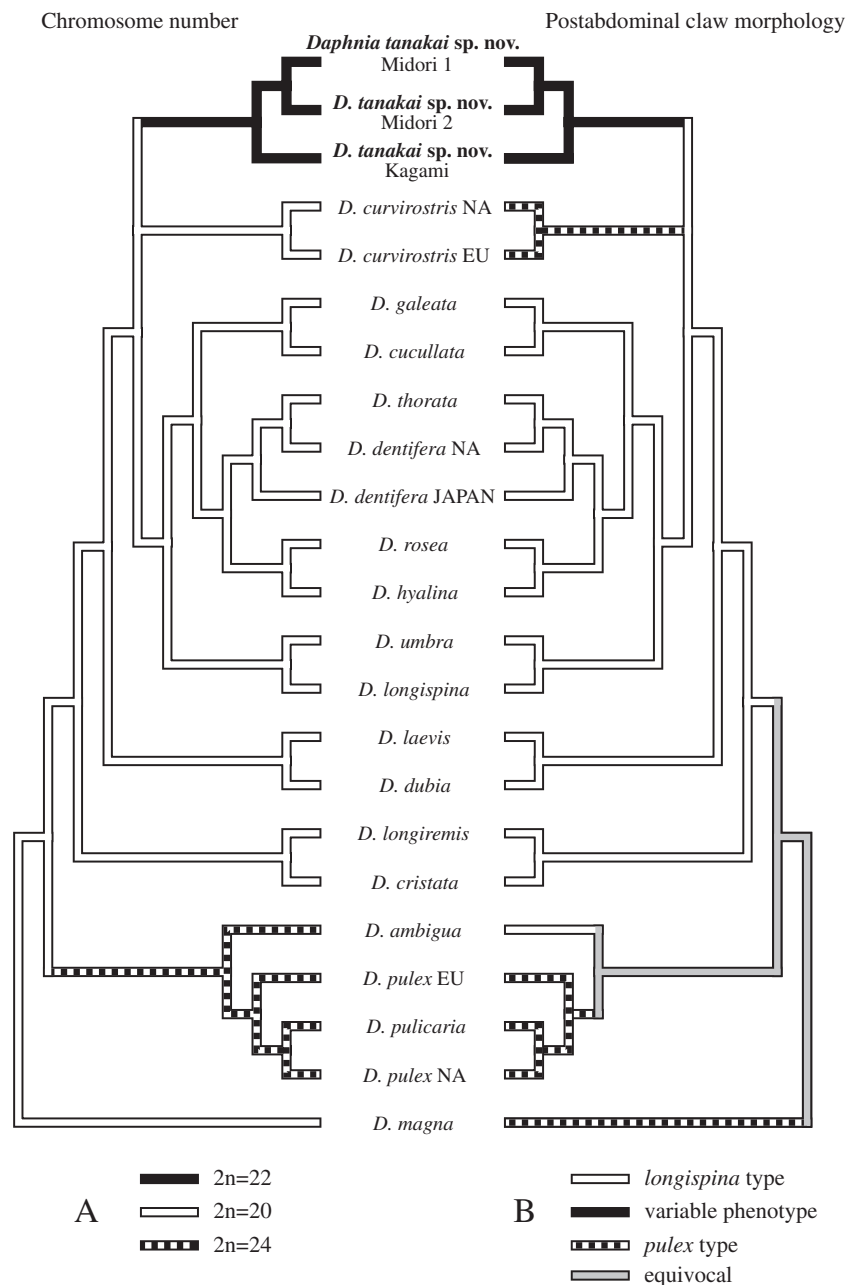 Chromosome number
Postabdominal claw morphology
Daphnia tanakai sp. nov.
Midori 1
D. tanakai sp. nov.
Midori 2
D. tanakai sp. nov.
Kagami
D. curvirostris NA
D. curvirostris EU
D. galeata
D. cucullata
D. thorata
D. dentifera NA
D. dentifera JAPAN
D. rosea
D. hyalina
D. umbra
D. longispina
D. laevis
D. dubia
D. longiremis
D. cristata
D. ambigua
D. pulex EU
D. pulicaria
D. pulex NA
D. magna
A
2n=22
2n=20
2n=24
B
longispina type
variable phenotype
pulex type
equivocal